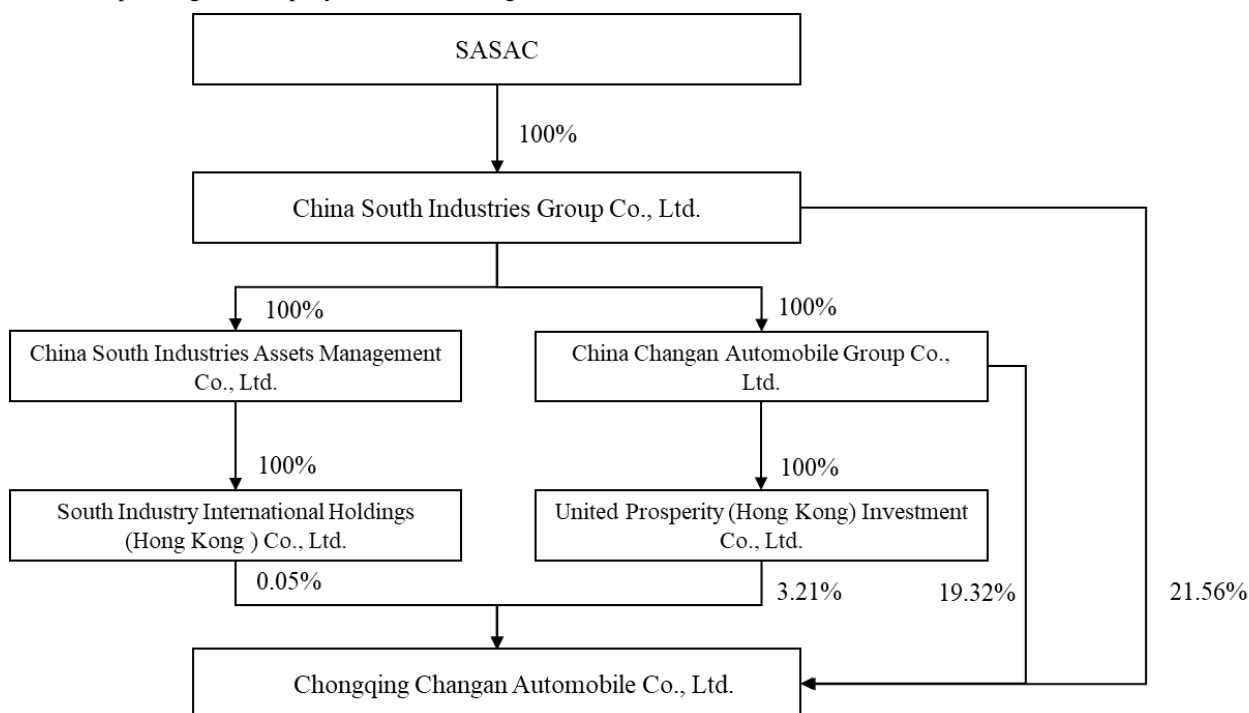 SASAC
100%
China South Industries Group Co., Ltd.
100%
100%
China South Industries Assets Management
Co., Ltd.
China Changan Automobile Group Co.,
Ltd.
100%
100%
South Industry International Holdings
(Hong Kong ) Co., Ltd.
United Prosperity (Hong Kong) Investment
Co., Ltd.
0.05%
3.21%
19.32%
21.56%
Chongqing Changan Automobile Co., Ltd.